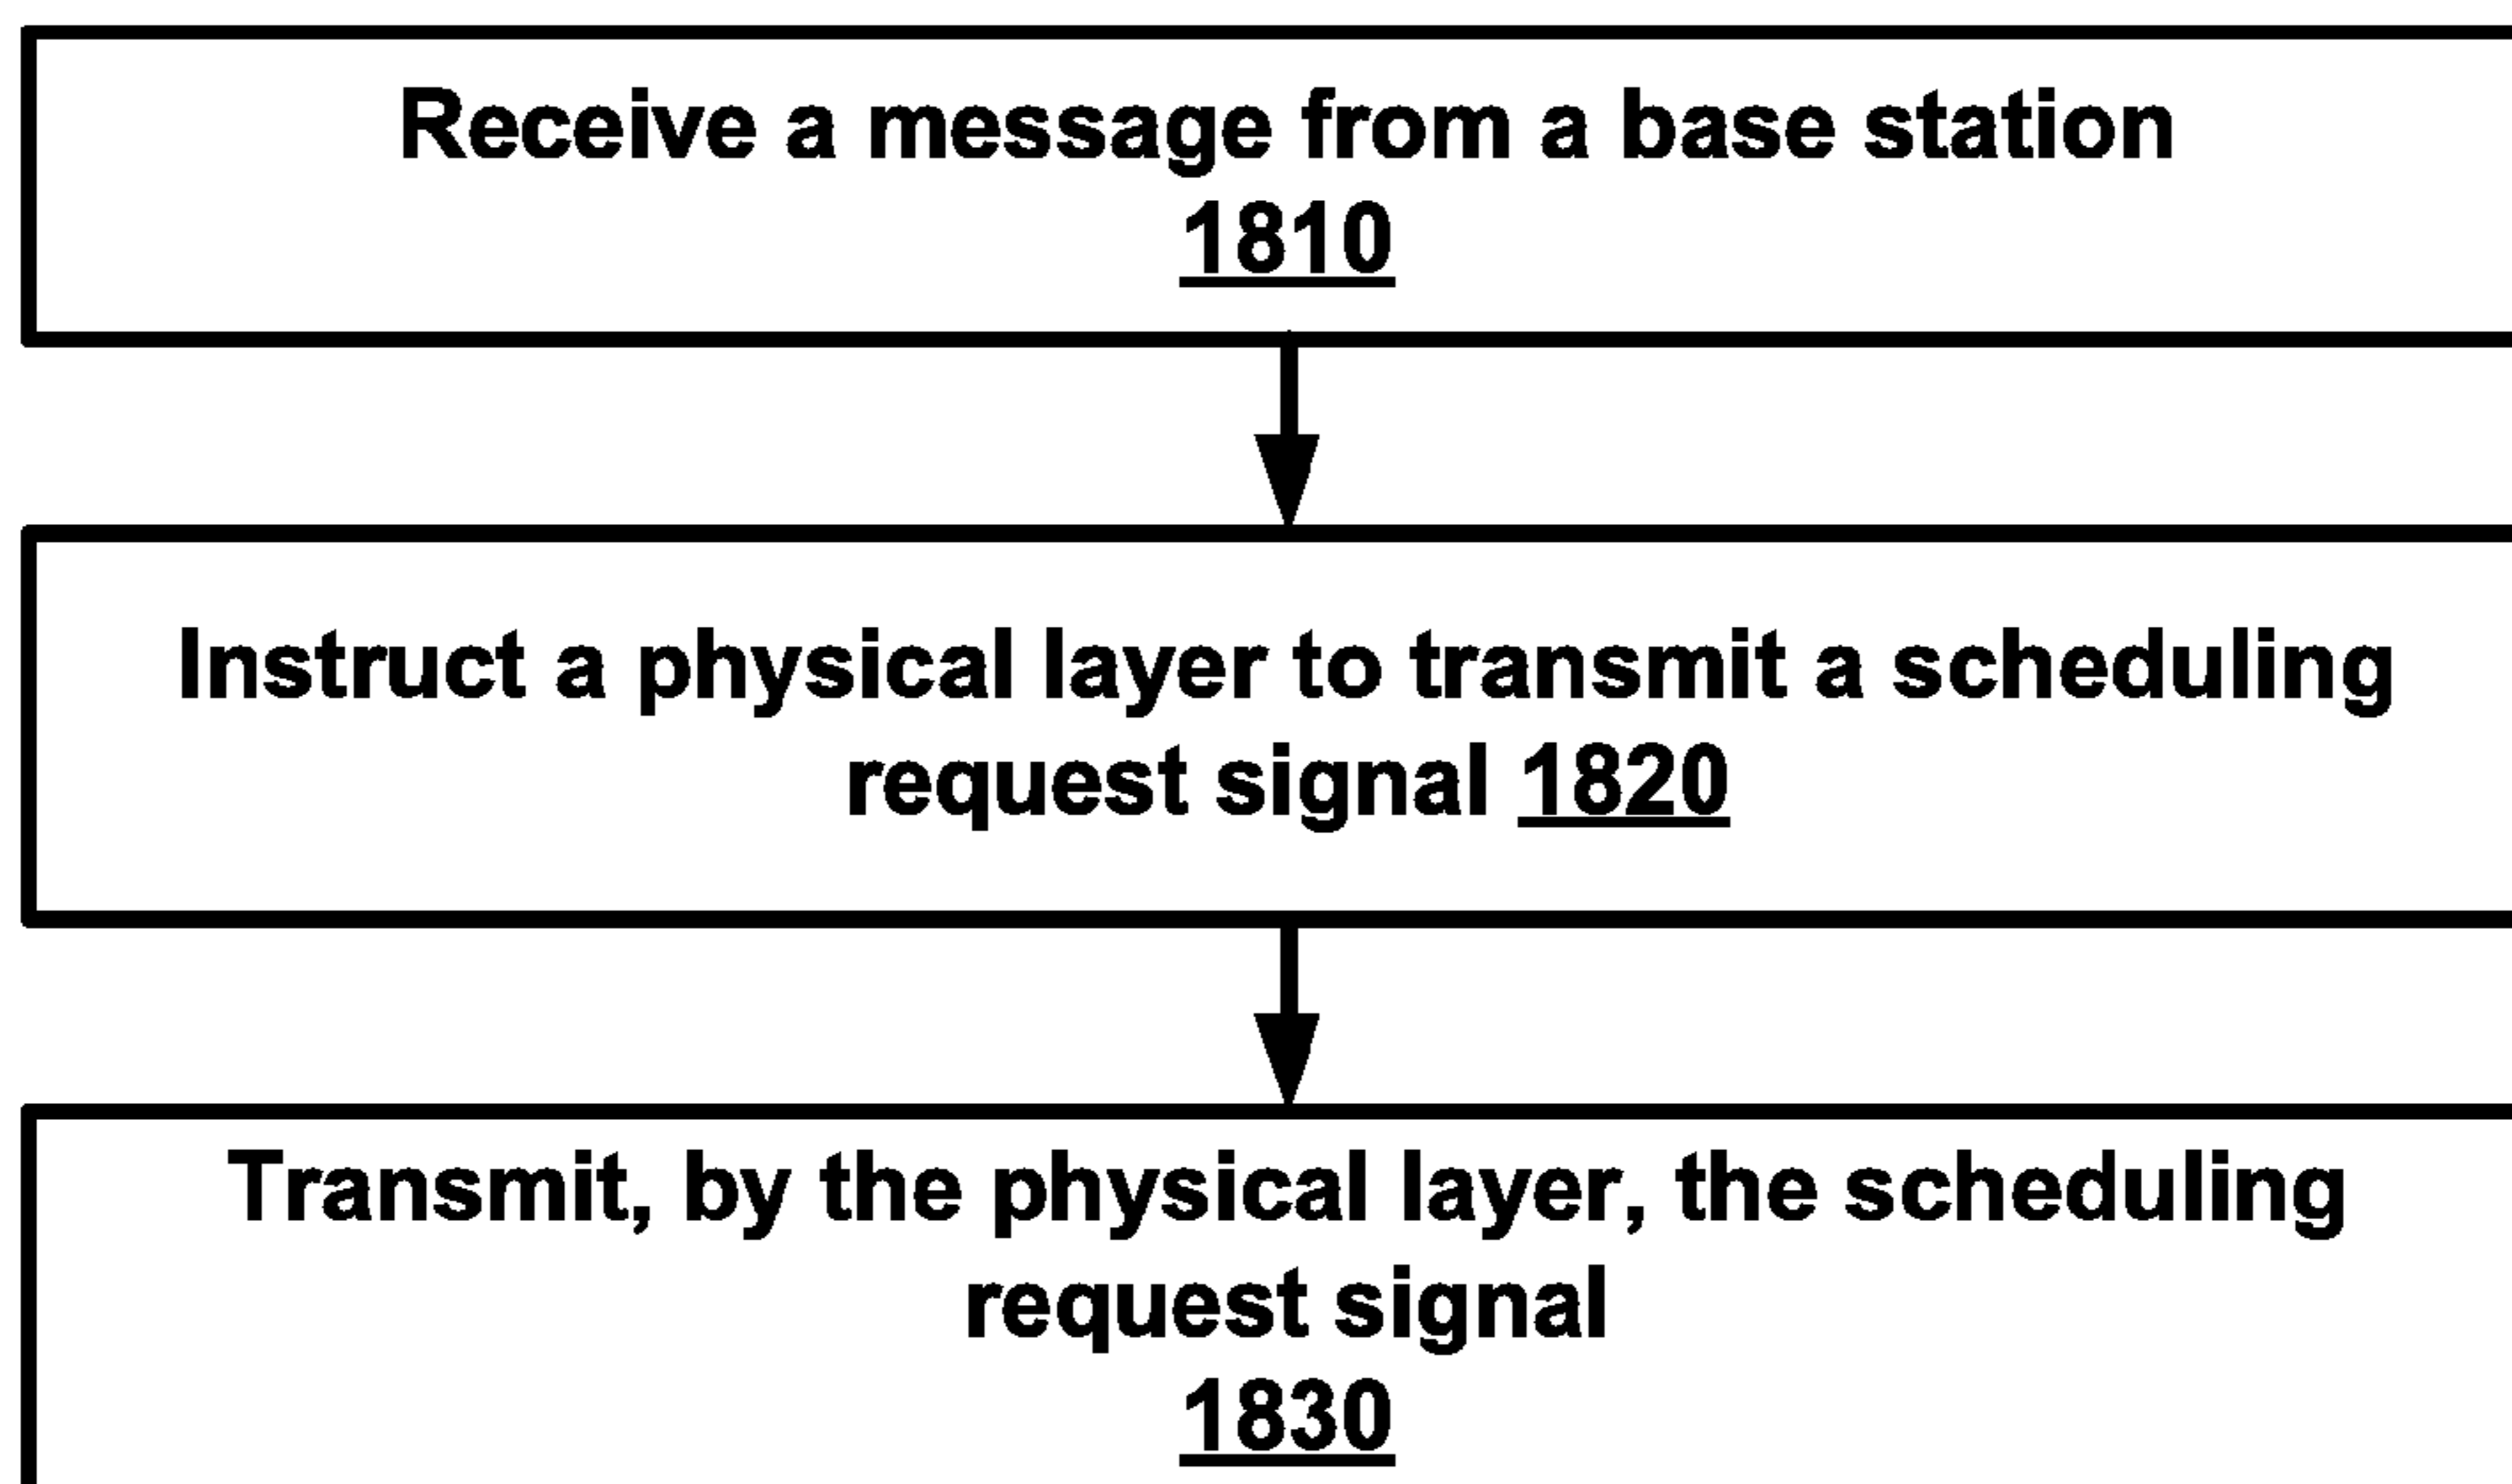 Receive a message from a base station
1810
Instruct a physical layer to transmit a scheduling
request signal 1820
Transmit, by the physical layer, the scheduling
request signal
1830